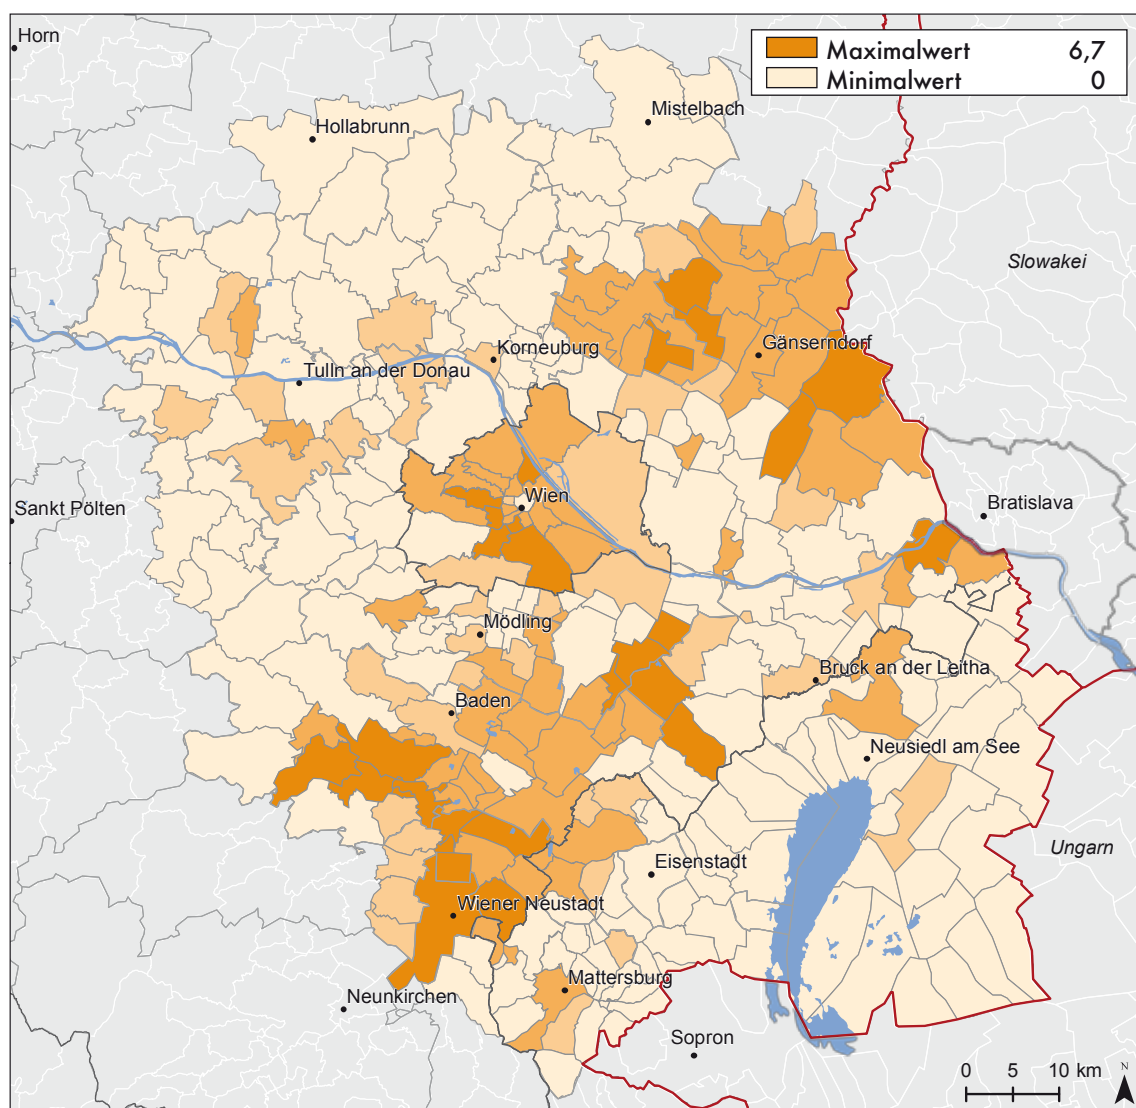 Horn
Maximalwert 6,7
Minimalwert 0
Mistelbach
Hollabrunn
Slowakei
Gänserndorf
Korneuburg
Tulln an der Donau
Wien
Bratislava
Sankt Pölten
Mödling
Bruck an der Leitha
Baden
Neusiedl am See
Ungarn
Eisenstadt
Wiener Neustadt
Mattersburg
Neunkirchen
Sopron
0 5 10 km
N